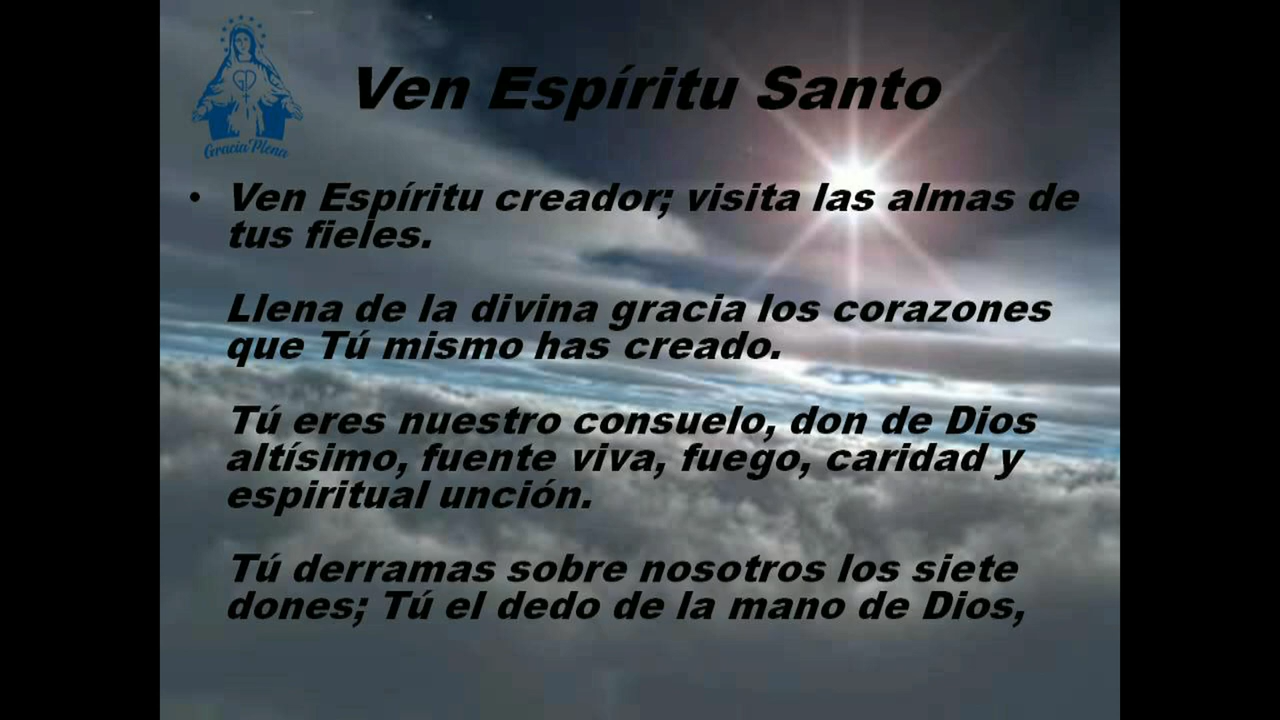 Gracia Plena
Ven Espíritu Santo
• Ven Espíritu creador; visita las almas de
tus fieles.
Llena de la divina gracia los corazones
que Tú mismo has creado.
Tú eres nuestro consuelo, don de Dios
altísimo, fuente viva, fuego, caridad y
espiritual unción.
Tú derramas sobre nosotros los siete
dones; Tú el dedo de la mano de Dios,